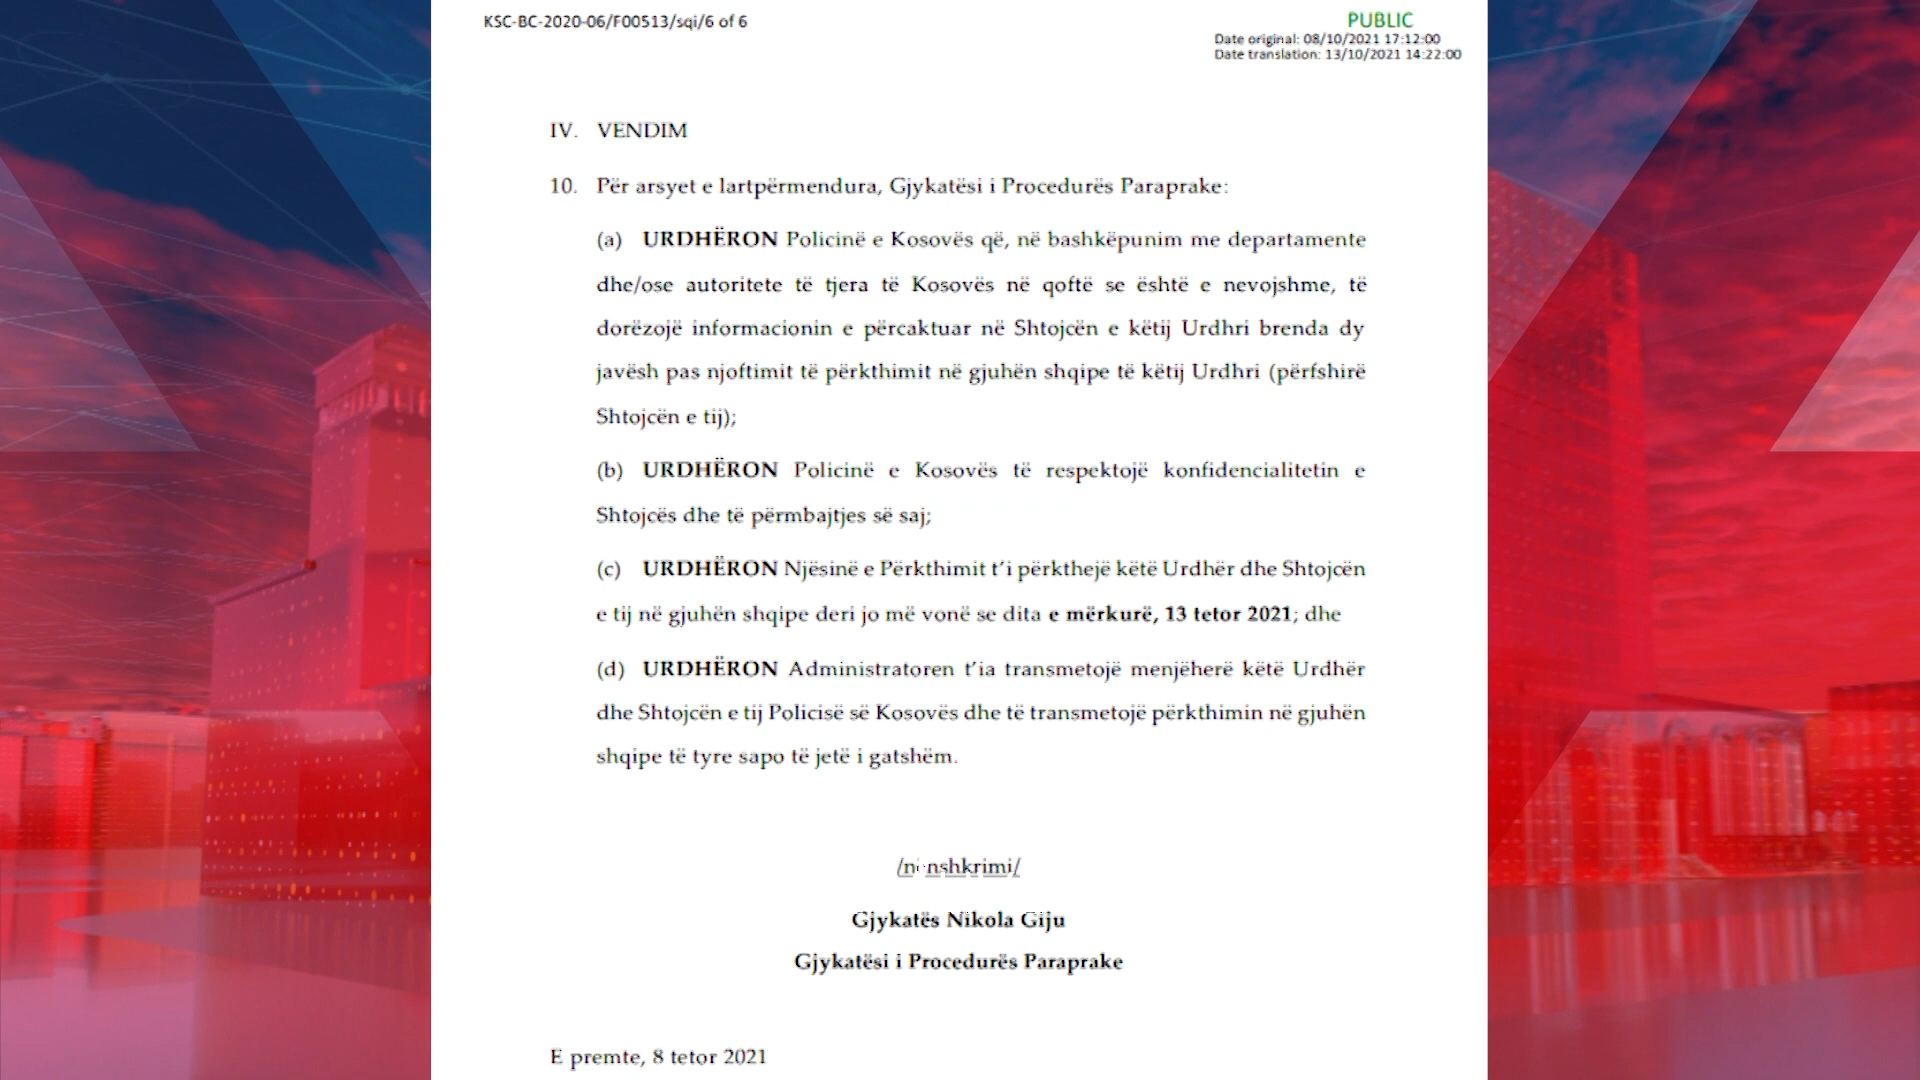 KSC-BC-2020-06/F00513/sqi/6 of 6
PUBLIC
Date original: 08/10/2021 17:12:00
Date translation: 13/10/2021 14:22:00
IV. VENDIM
10. Për arsyet e lartpërmendura, Gjykatësi i Procedurës Paraprake:
(a) URDHËRON Policinë e Kosovës që, në bashkëpunim me departamente
dhe/ose autoritete të tjera të Kosovës në qoftë se është e nevojshme, të
dorëzojë informacionin e përcaktuar në Shtojcën e këtij Urdhri brenda dy
javësh pas njoftimit të përkthimit në gjuhën shqipe të këtij Urdhri (përfshirë
Shtojcën e tij);
(b) URDHËRON Policinë e Kosovës të respektojë konfidencialitetin e
Shtojcës dhe të përmbajtjes së saj;
(c) URDHËRON Njësinë e Përkthimit t’i përkthejë këtë Urdhër dhe Shtojcën
e tij në gjuhën shqipe deri jo më vonë se dita e mërkurë, 13 tetor 2021; dhe
(d) URDHËRON Administratoren t’ia transmetojë menjëherë këtë Urdhër
dhe Shtojcën e tij Policisë së Kosovës dhe të transmetojë përkthimin në gjuhën
shqipe të tyre sapo të jetë i gatshëm.
/nënshkrimi/
Gjykatës Nikola Giju
Gjykatësi i Procedurës Paraprake
E premte, 8 tetor 2021